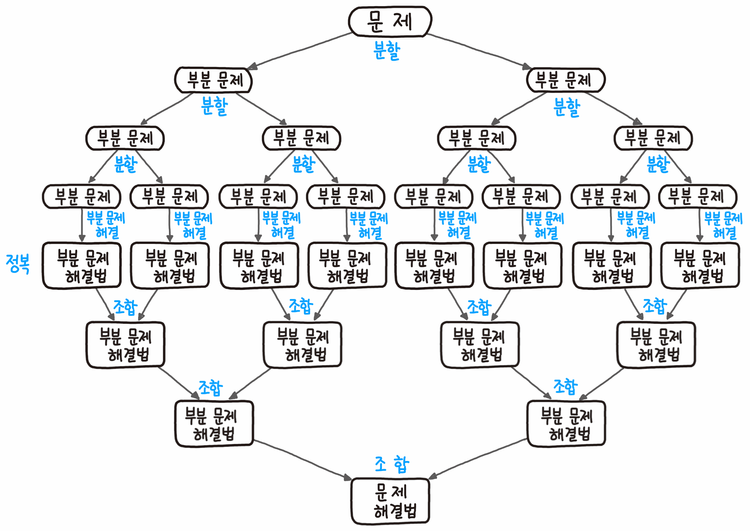 문 제
분할
부분 문제
부분 문제
분할
분할
부분 문제
부분 문제
부분 문제
부분 문제
분할
분할
분할
분할
부분 문제
부분 문제
부분 문제
부분 문제
부분 문제
부분 문제
부분 문제
부분 문제
부분 문제
해결
부분 문제
해결
부분 문제
해결
부분 문제
해결
부분 문제
해결
부분 문제
해결
부분 문제
해결
부분 문제
해결
정복
부분 문제
해결법
부분 문제
해결법
부분 문제
해결법
부분 문제
해결법
부분 문제
해결법
부분 문제
해결법
부분 문제
해결법
부분 문제
해결법
조합
조합
조합
조합
부분 문제
해결법
부분 문제
해결법
부분 문제
해결법
부분 문제
해결법
조합
조합
부분 문제
해결법
부분 문제
해결법
조 합
문 제
해결법